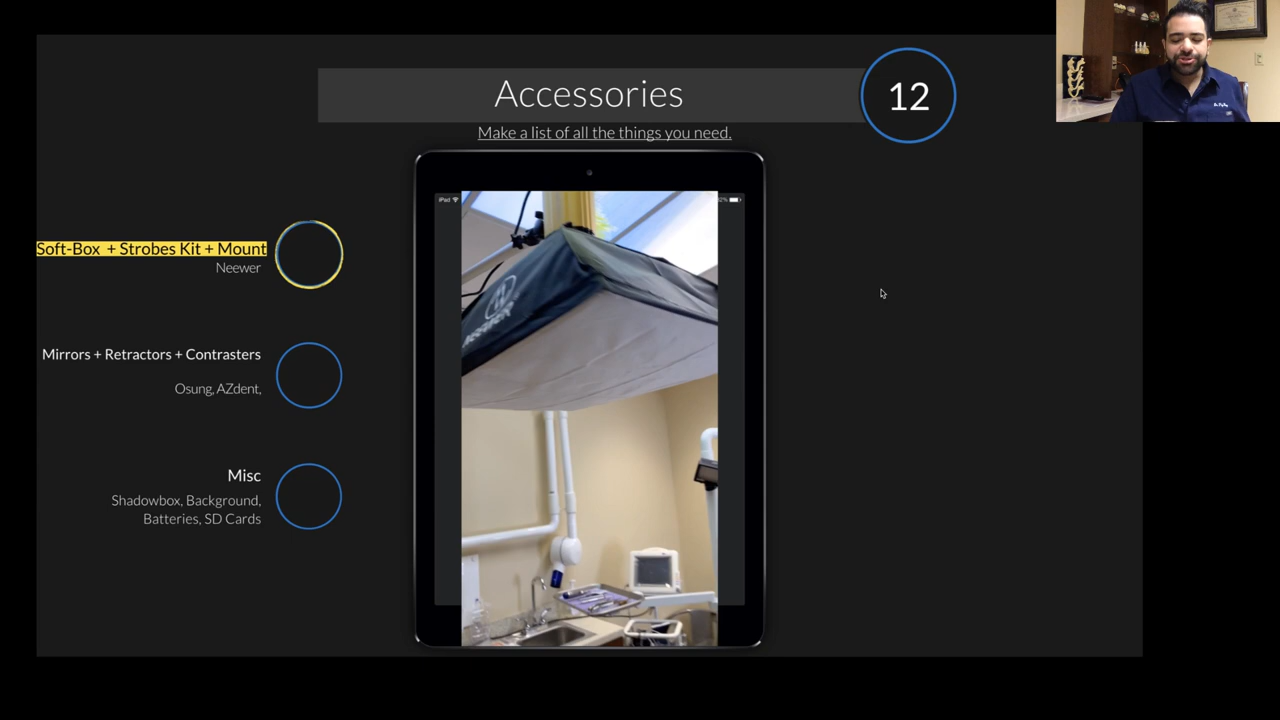 Accessories
12
Make a list of all the things you need.
iPad
Soft-Box + Strobes Kit + Mount
Neewer
Mirrors + Retractors + Contrasters
Osung, AZdent,
Misc
Shadowbox, Background,
Batteries, SD Cards